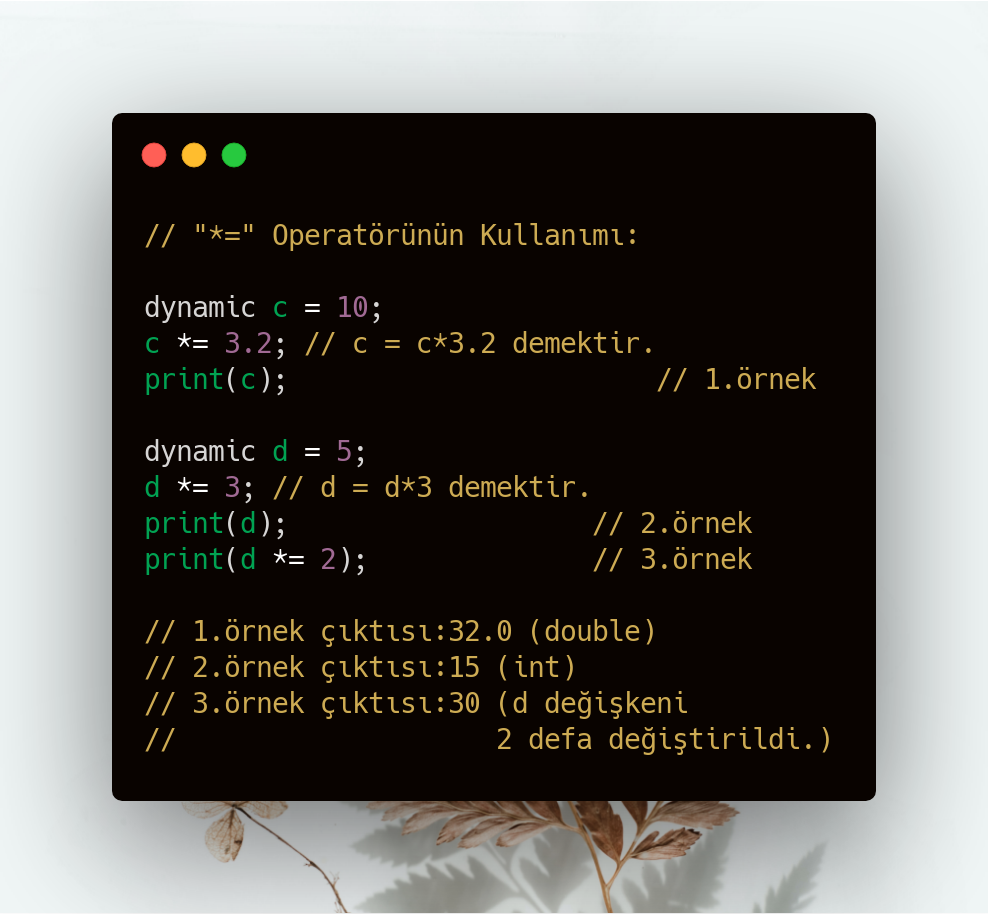 // "*=" Operatörünün Kullanımı:
dynamic c = 10;
c *= 3.2; // c = c*3.2 demektir.
print(c); // 1.örnek
dynamic d = 5;
d *= 3; // d = d*3 demektir.
print(d); // 2.örnek
print(d *= 2); // 3.örnek
// 1.örnek çıktısı:32.0 (double)
// 2.örnek çıktısı:15 (int)
// 3.örnek çıktısı:30 (d değişkeni
// 2 defa değiştirildi.)